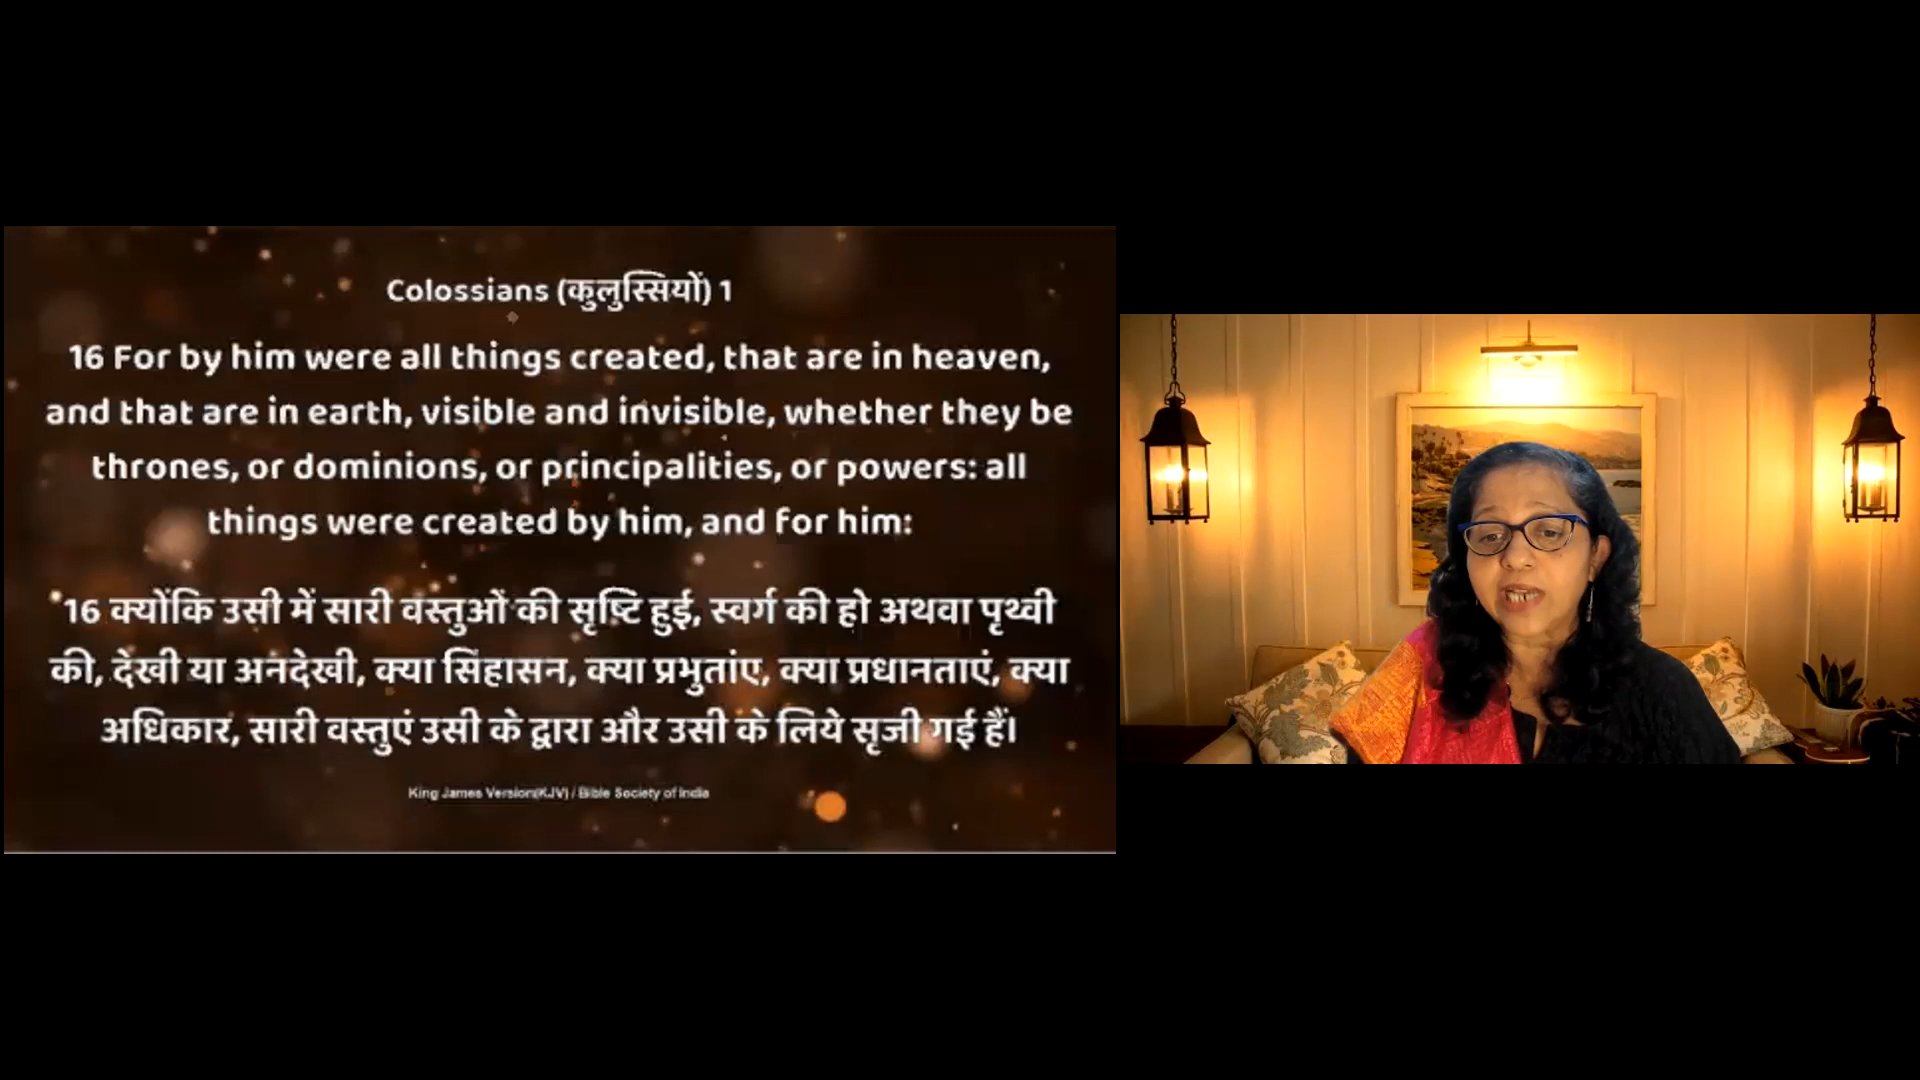 Colossians (कुलुस्सियों) 1
16 For by him were all things created, that are in heaven,
and that are in earth, visible and invisible, whether they be
thrones, or dominions, or principalities, or powers: all
things were created by him, and for him:
16 क्योंकि उसी में सारी वस्तुओं की सृष्टि हुई, स्वर्ग की हो अथवा पृथ्वी
की, देखी या अनदेखी, क्या सिंहासन, क्या प्रभुतांए, क्या प्रधानताएं, क्या
अधिकार, सारी वस्तुएं उसी के द्वारा और उसी के लिये सृजी गई हैं।
King James Version(KJV) / Bible Society of India